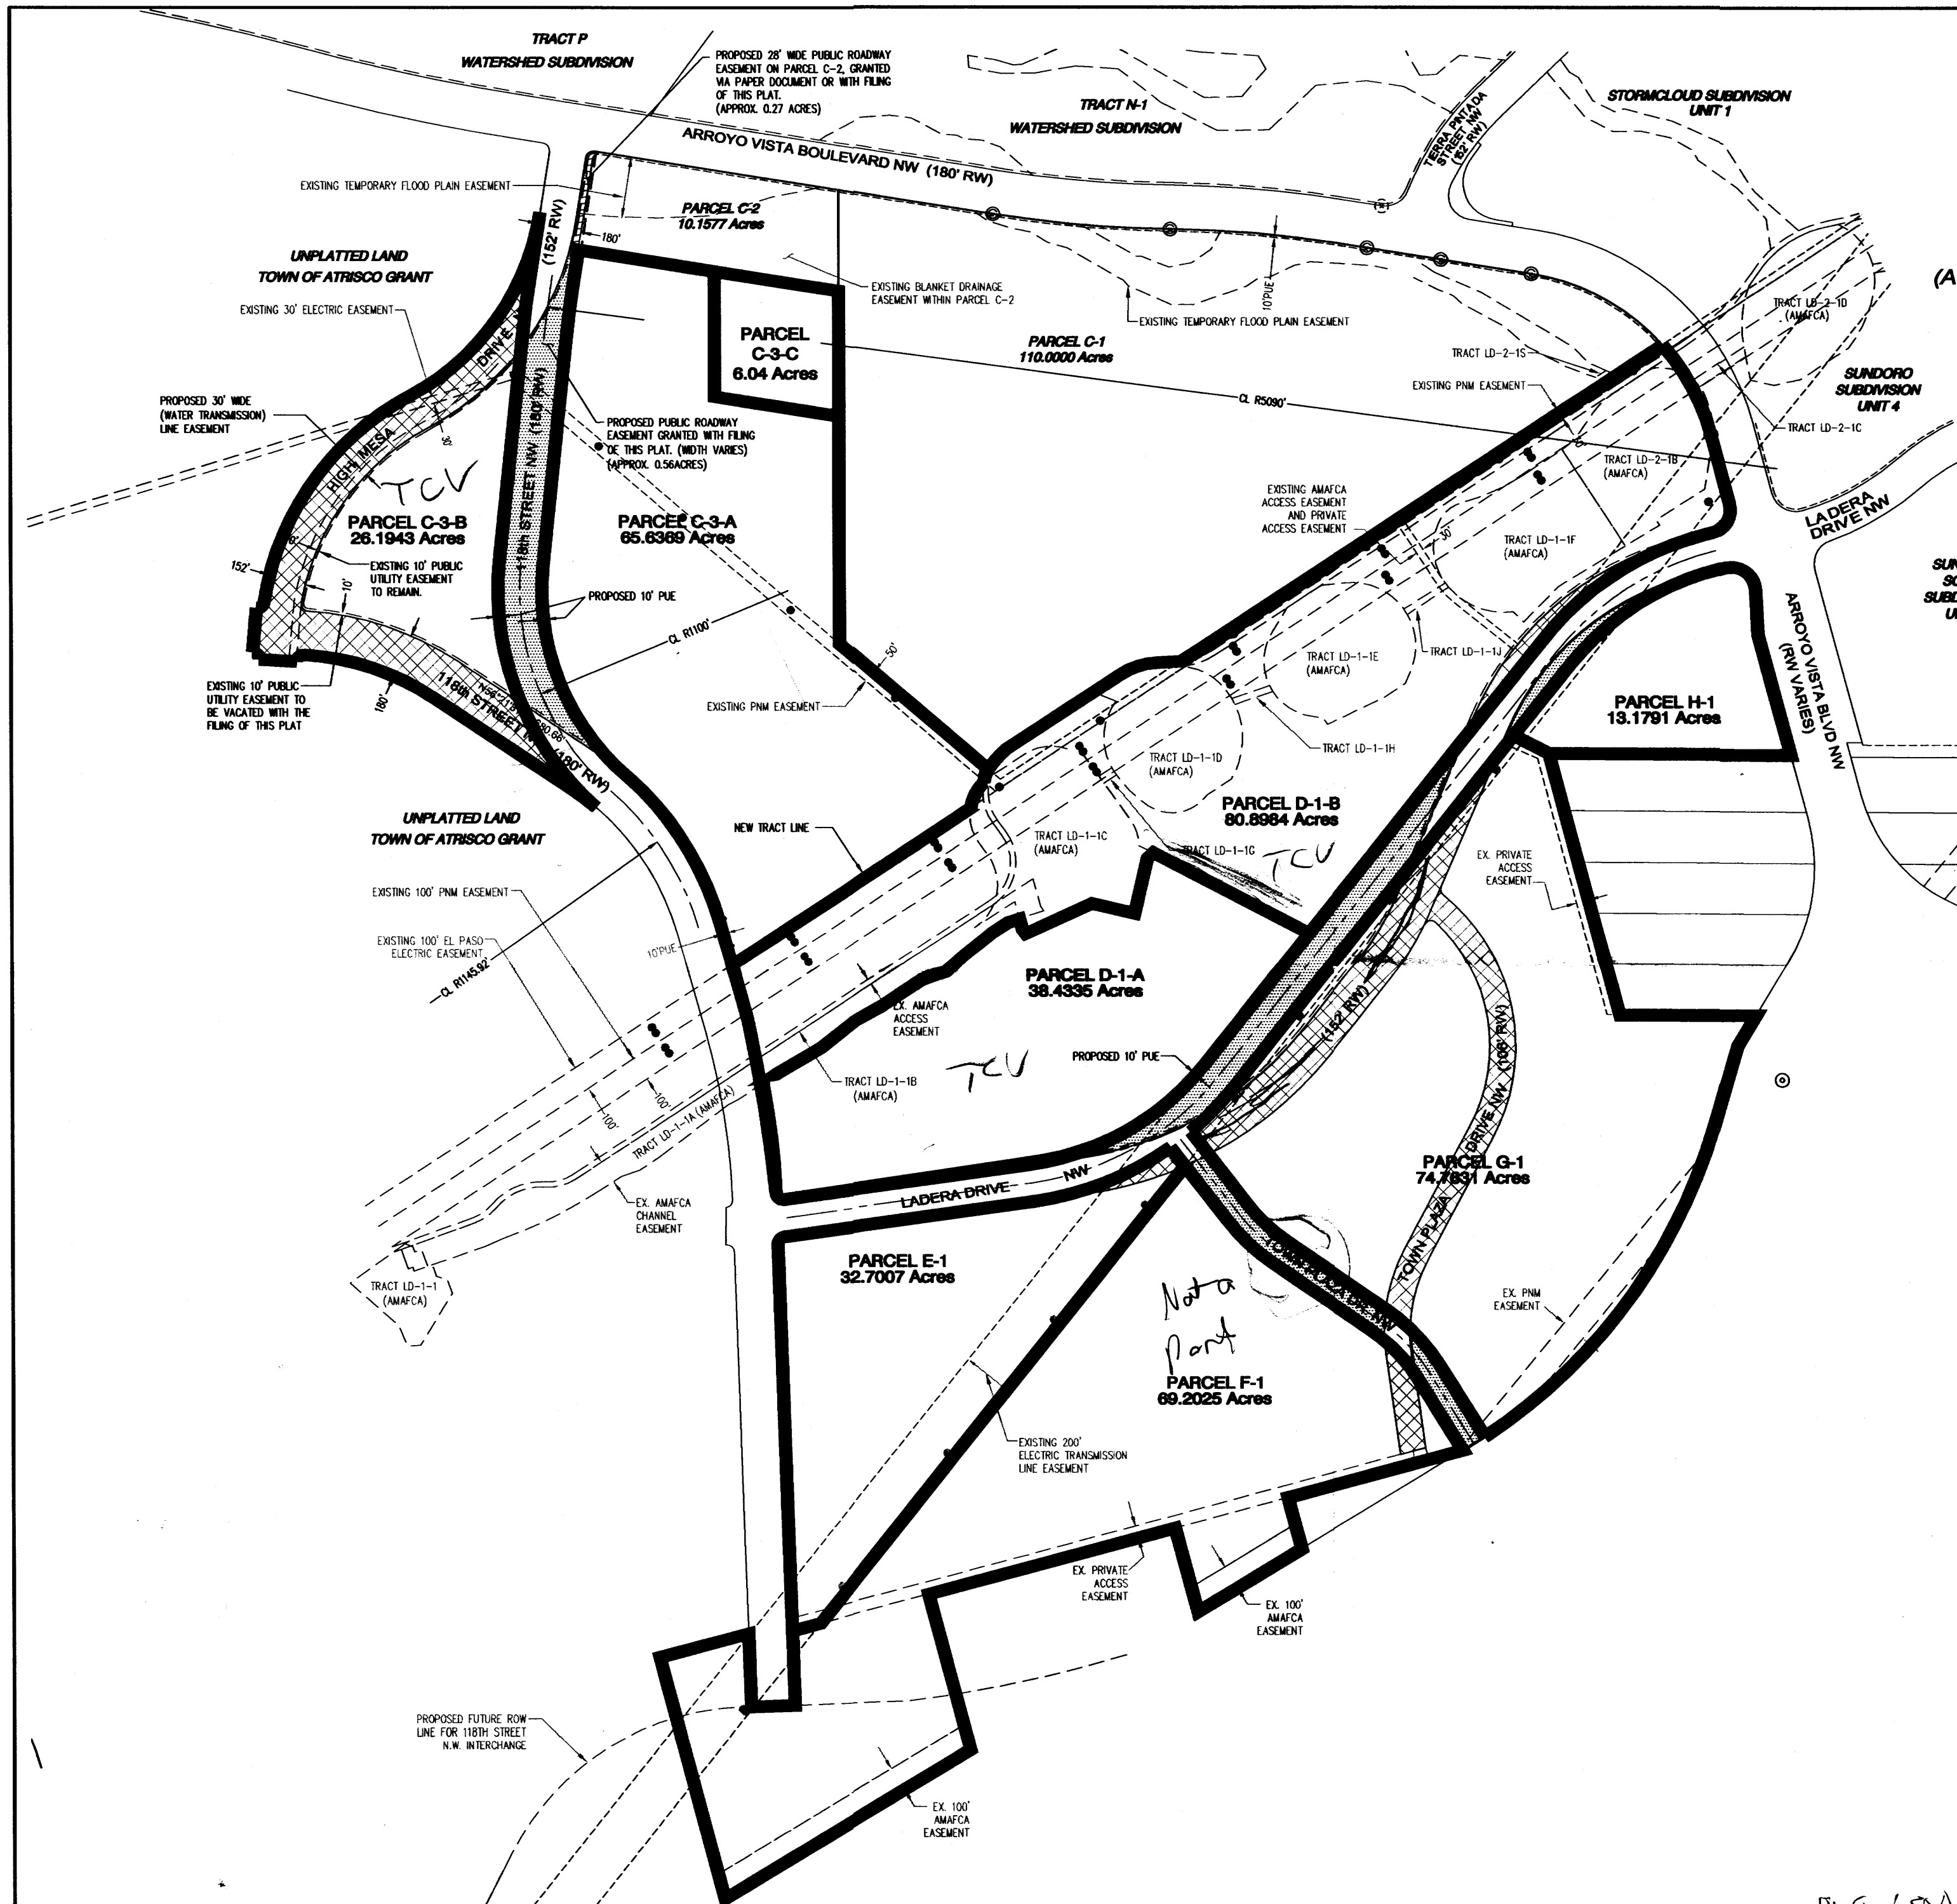 TRACT P
WATERSHED SUBDIVISION
PROPOSED 28' WIDE PUBLIC ROADWAY
EASEMENT ON PARCEL C-2, GRANTED
VIA PAPER DOCUMENT OR WITH FILING
OF THIS PLAT.
(APPROX. 0.27 ACRES)
TRACT N-1
WATERSHED SUBDIVISION
TIERRA PINTADA
STREET NW
(152' RW)
STORMCLOUD SUBDIVISION
UNIT 1
ARROYO VISTA BOULEVARD NW (180' RW)
EXISTING TEMPORARY FLOOD PLAIN EASEMENT
PARCEL C-2
10.1577 Acres
180'
(152' RW)
UNPLATTED LAND
TOWN OF ATRISCO GRANT
EXISTING 30' ELECTRIC EASEMENT
EXISTING BLANKET DRAINAGE
EASEMENT WITHIN PARCEL C-2
10'PUE
EXISTING TEMPORARY FLOOD PLAIN EASEMENT
(A
TRACT LD-2-1D
(AMAFCA)
PARCEL
C-3-C
6.04 Acres
PARCEL C-1
110.0000 Acres
TRACT LD-2-1S
EXISTING PNM EASEMENT
SUNDORO
SUBDIVISION
UNIT 4
CL R5090'
TRACT LD-2-1C
PROPOSED 30' WIDE
(WATER TRANSMISSION)
LINE EASEMENT
HIGH MESA DRIVE
30'
PROPOSED PUBLIC ROADWAY
EASEMENT GRANTED WITH FILING
OF THIS PLAT. (WIDTH VARIES)
(APPROX. 0.56ACRES)
118th STREET NW (180' RW)
TCV
TRACT LD-2-1B
(AMAFCA)
PARCEL C-3-B
26.1943 Acres
PARCEL C-3-A
65.6369 Acres
EXISTING AMAFCA
ACCESS EASEMENT
AND PRIVATE
ACCESS EASEMENT
LADERA
DRIVE NW
30'
TRACT LD-1-1F
(AMAFCA)
152'
EXISTING 10' PUBLIC
UTILITY EASEMENT
TO REMAIN.
10'
PROPOSED 10' PUE
CL R1100'
SUN
SUBD
ARROYO VISTA BLVD NW
(RW VARIES)
50'
TRACT LD-1-1E
(AMAFCA)
TRACT LD-1-1J
EXISTING 10' PUBLIC
UTILITY EASEMENT TO
BE VACATED WITH THE
FILING OF THIS PLAT
180'
118th STREET NW (180' RW)
EXISTING PNM EASEMENT
PARCEL H-1
13.1791 Acres
TRACT LD-1-1H
TRACT LD-1-1D
(AMAFCA)
UNPLATTED LAND
TOWN OF ATRISCO GRANT
NEW TRACT LINE
PARCEL D-1-B
80.8984 Acres
TRACT LD-1-1C
(AMAFCA)
TRACT LD-1-1G
TCV
EX. PRIVATE
ACCESS
EASEMENT
EXISTING 100' PNM EASEMENT
EXISTING 100' EL PASO
ELECTRIC EASEMENT
10'PUE
CL R1145.92'
PARCEL D-1-A
38.4335 Acres
EX. AMAFCA
ACCESS
EASEMENT
(152' RW)
PROPOSED 10' PUE
TCV
TRACT LD-1-1B
(AMAFCA)
100'
100'
TRACT LD-1-1A (AMAFCA)
TOWN PLAZA DRIVE NW (106' RW)
PARCEL G-1
74.7631 Acres
LADERA DRIVE NW
EX. AMAFCA
CHANNEL
EASEMENT
PARCEL E-1
32.7007 Acres
TRACT LD-1-1
(AMAFCA)
Not a
Part
EX. PNM
EASEMENT
PARCEL F-1
69.2025 Acres
EXISTING 200'
ELECTRIC TRANSMISSION
LINE EASEMENT
EX. PRIVATE
ACCESS
EASEMENT
EX. 100'
AMAFCA
EASEMENT
PROPOSED FUTURE ROW
LINE FOR 118TH STREET
N.W. INTERCHANGE
EX. 100'
AMAFCA
EASEMENT